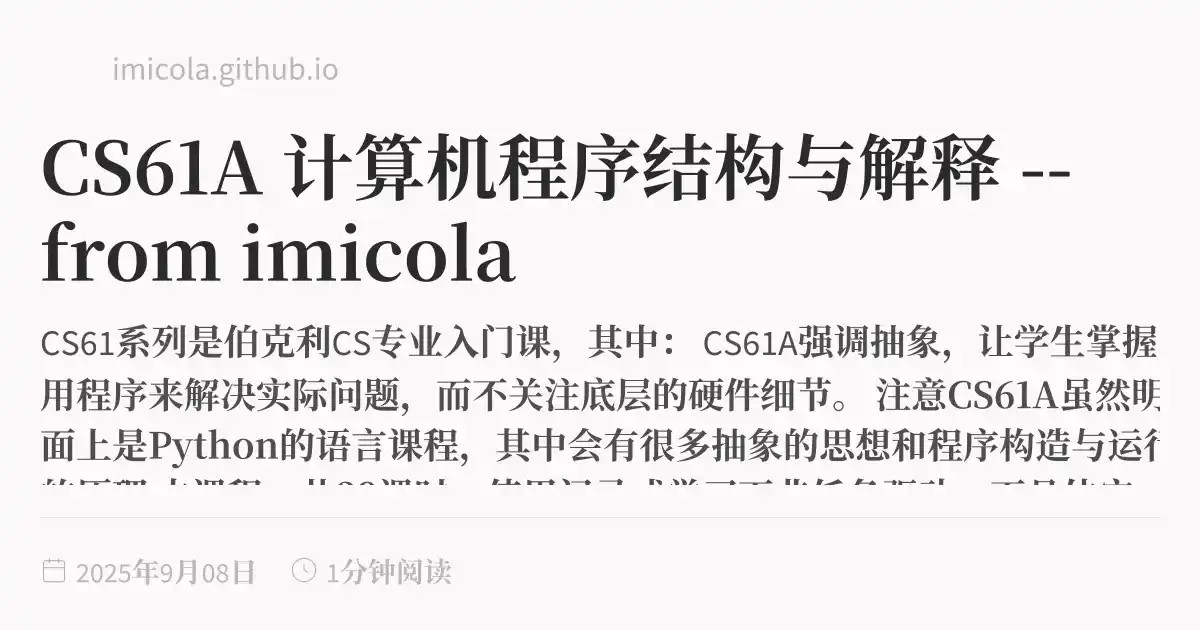 imicola.github.io
CS61A 计算机程序结构与解释 --
from imicola
CS61系列是伯克利CS专业入门课，其中： CS61A强调抽象，让学生掌握
用程序来解决实际问题，而不关注底层的硬件细节。 注意CS61A虽然明
面上是Python的语言课程，其中会有很多抽象的思想和程序构造与运行
2025年9月08日 1分钟阅读